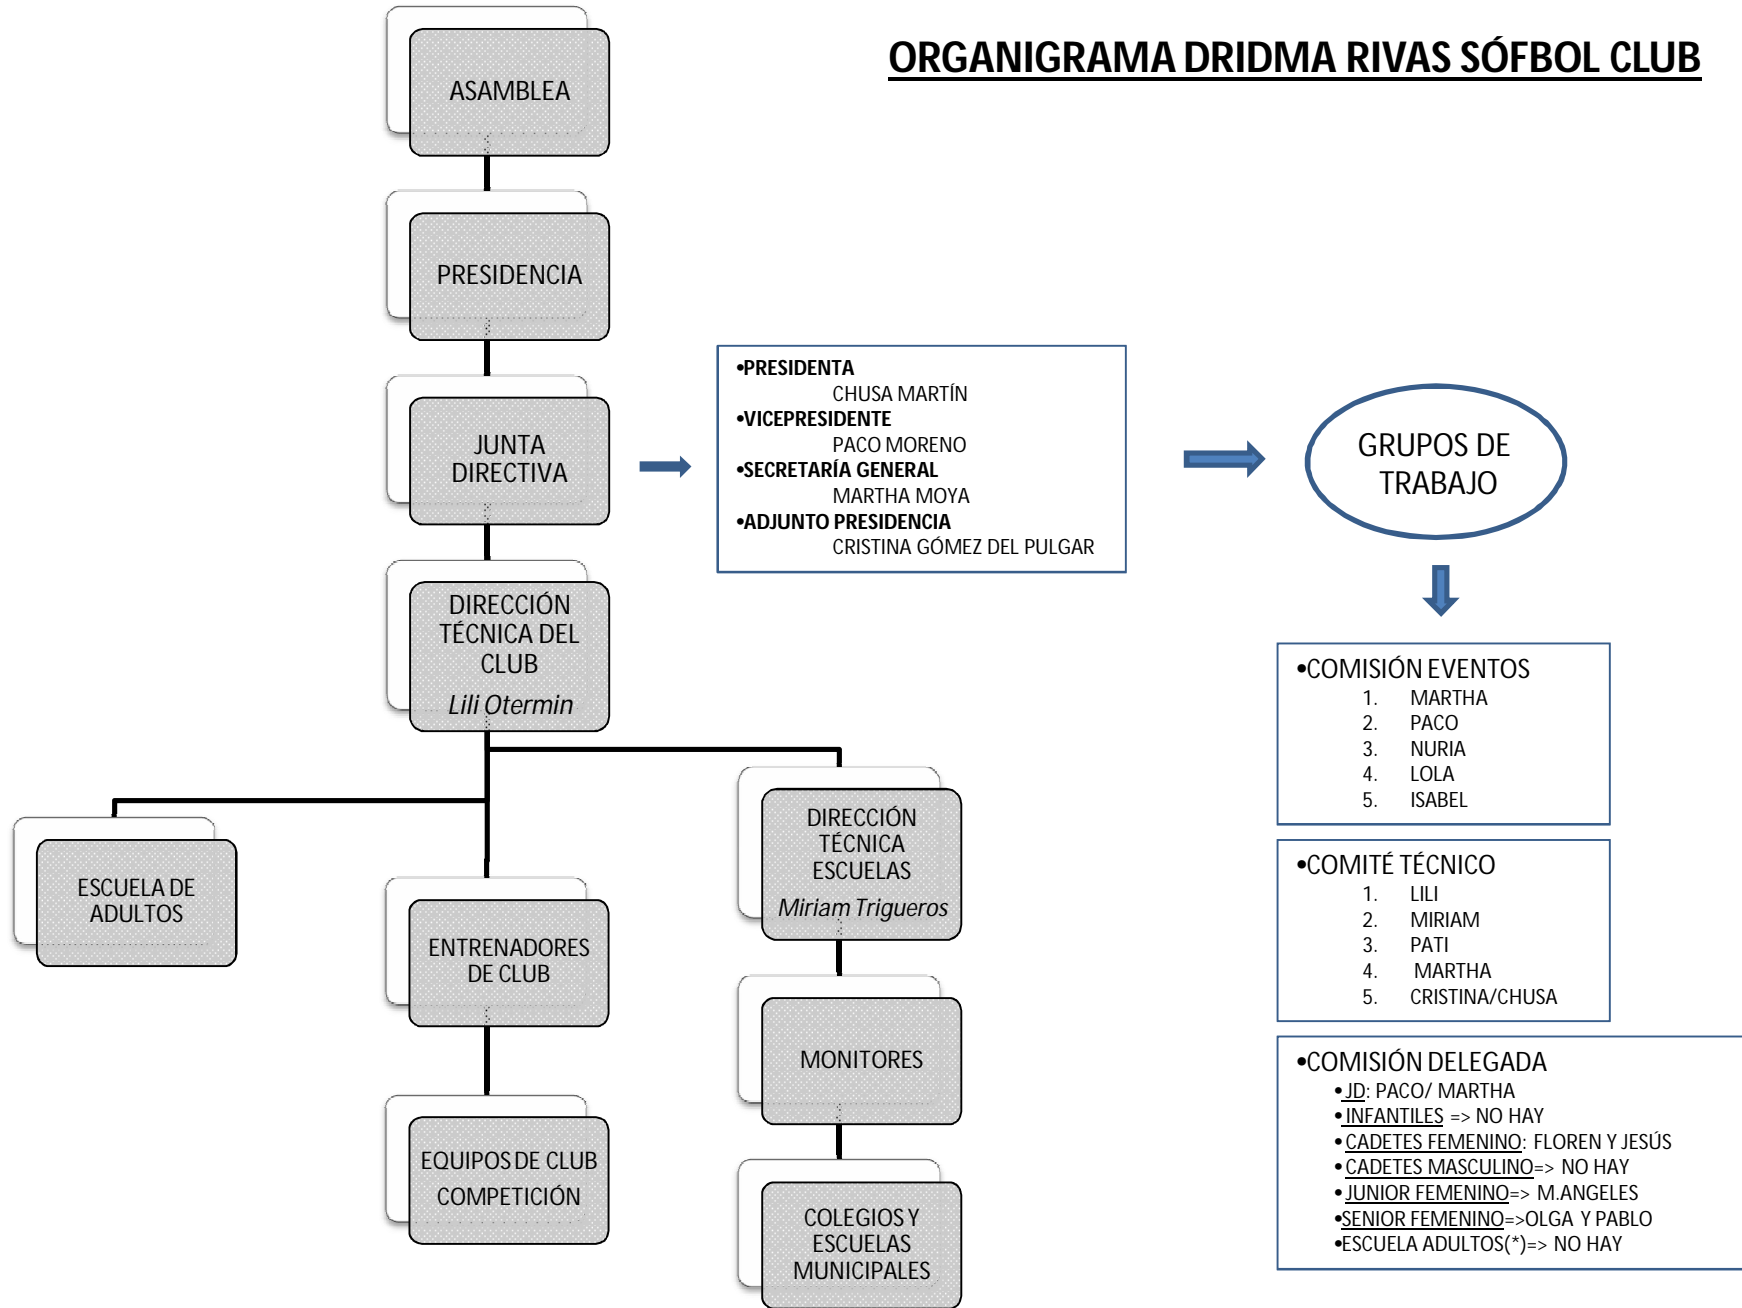 ORGANIGRAMA DRIDMA RIVAS SÓFBOL CLUB
ASAMBLEA
PRESIDENCIA
JUNTA
DIRECTIVA
•PRESIDENTA
CHUSA MARTÍN
•VICEPRESIDENTE
PACO MORENO
•SECRETARÍA GENERAL
MARTHA MOYA
•ADJUNTO PRESIDENCIA
CRISTINA GÓMEZ DEL PULGAR
GRUPOS DE
TRABAJO
DIRECCIÓN
TÉCNICA DEL
CLUB
Lili Otermin
ESCUELA DE
ADULTOS
ENTRENADORES
DE CLUB
EQUIPOS DE CLUB
COMPETICIÓN
DIRECCIÓN
TÉCNICA
ESCUELAS
Miriam Trigueros
MONITORES
COLEGIOS Y
ESCUELAS
MUNICIPALES
•COMISIÓN EVENTOS
1. MARTHA
2. PACO
3. NURIA
4. LOLA
5. ISABEL
•COMITÉ TÉCNICO
1. LILI
2. MIRIAM
3. PATI
4. MARTHA
5. CRISTINA/CHUSA
•COMISIÓN DELEGADA
•JD: PACO/ MARTHA
•INFANTILES => NO HAY
•CADETES FEMENINO: FLOREN Y JESÚS
•CADETES MASCULINO=> NO HAY
•JUNIOR FEMENINO=> M.ANGELES
•SENIOR FEMENINO=>OLGA Y PABLO
•ESCUELA ADULTOS(*)=> NO HAY